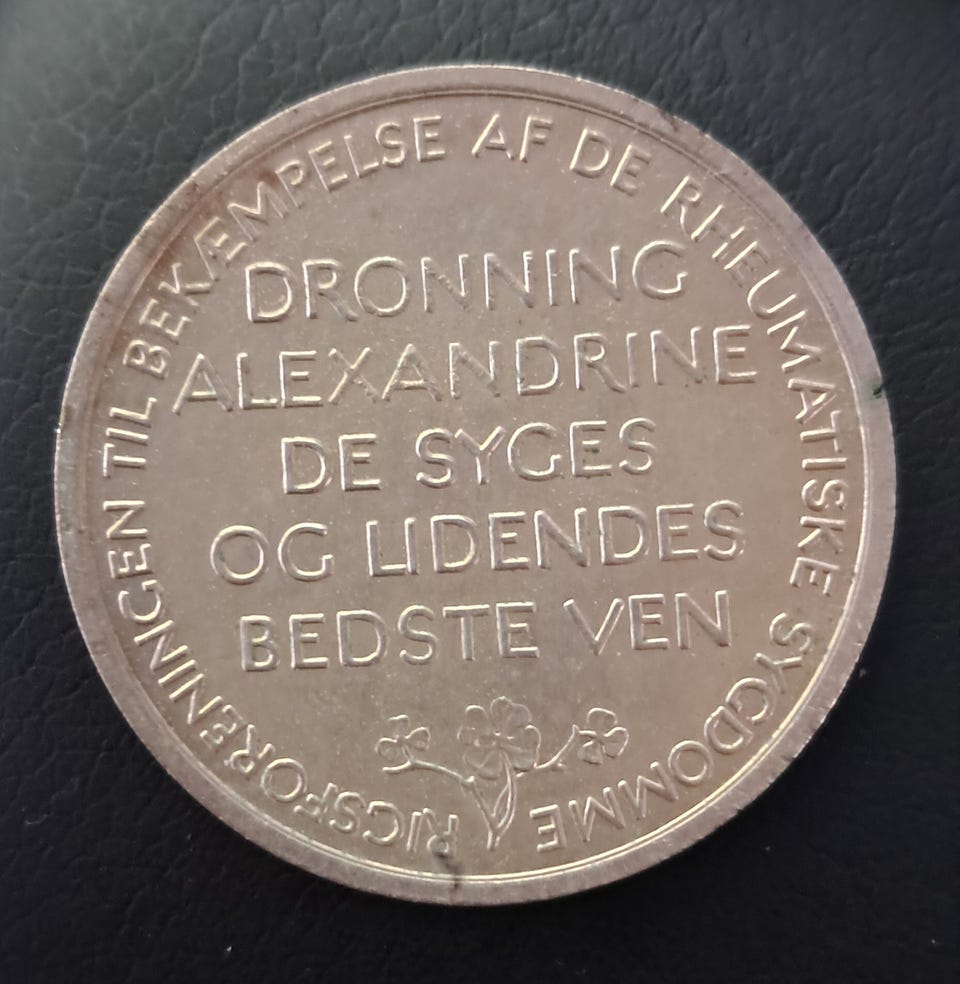 RIGSFORENINGEN TIL BEKÆMPELSE AF DE RHEUMATISKE SYGDOMME
DRONNING
ALEXANDRINE
DE SYGES
OG LIDENDES
BEDSTE VEN